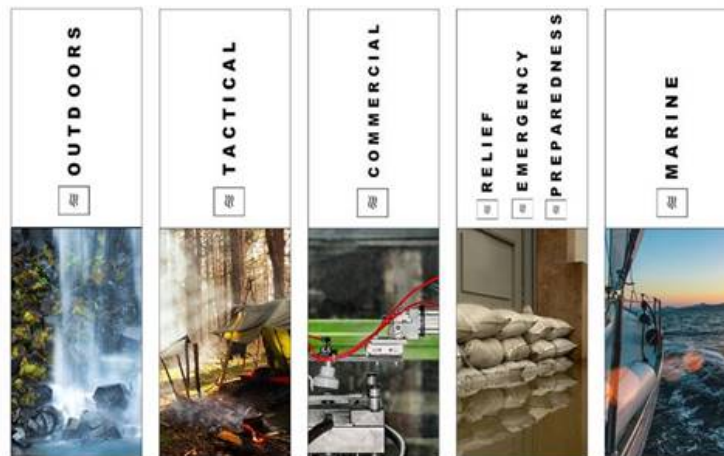 OUTDOORS
TACTICAL
COMMERCIAL
RELIEF
EMERGENCY
PREPAREDNESS
MARINE